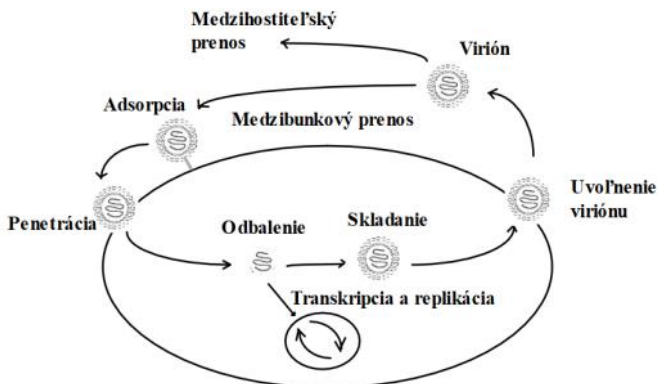 Medzihostiteľský
prenos
Virión
Adsorpcia
Medzibunkový prenos
Uvoľnenie
viriónu
Penetrácia
Odbalenie
Skladanie
Transkripcia a replikácia